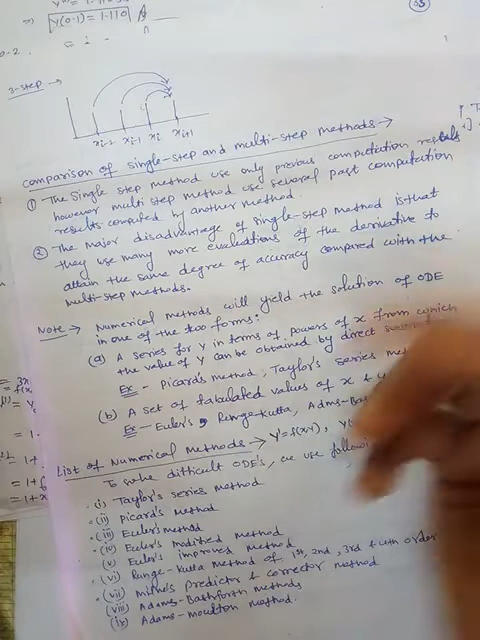 ⇒ y(0.1) = 1.110
63
3-step →
xi-2 xi-1 xi xi+1
Comparison of single-step and multi-step methods →
① The single step method use only previous computation results
however multi step method use several past computation
results computed by another method.
② The major disadvantage of single-step method is that
they use many more evaluations of the derivative to
attain the same degree of accuracy compared with the
multi-step methods.
Note → Numerical methods will yield the solution of ODE
in one of the two forms:
(a) A series for y in terms of powers of x from which
the value of y can be obtained by direct
Ex - Picard's method, Taylor's series
(b) A set of tabulated values of x &
Ex - Euler's, Runge-Kutta,
List of Numerical Methods → y' = f(x,y),
To solve difficult ODE's, we use
(i) Taylor's series method
(ii) Picard's Method
(iii) Euler's method
(iv) Euler's modified method
(v) Euler's improved method
(vi) Runge-Kutta method of 1st, 2nd, 3rd & 4th order
(vii) Milne's predictor & corrector method
(viii) Adams-Bathforth methods
(ix) Adams-moulton method.